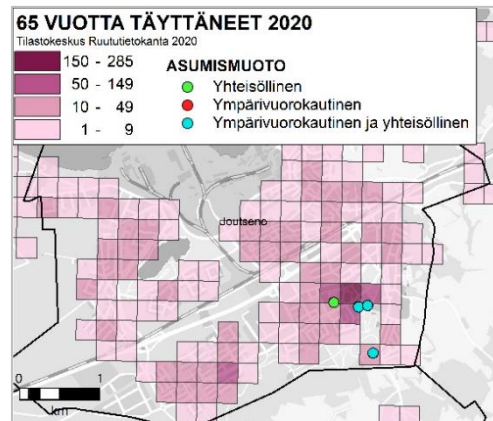 65 VUOTTA TÄYTTÄNEET 2020
Tilastokeskus Ruututietokanta 2020
150 - 285
50 - 149
10 - 49
1 - 9
ASUMISMUOTO
Yhteisöllinen
Ympärivuorokautinen
Ympärivuorokautinen ja yhteisöllinen
Joutseno
0 1
km